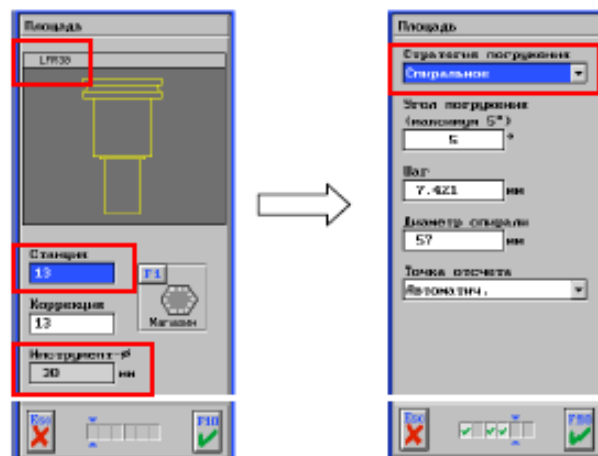 Площадь
LFR30
Станция
13
F1
Магазин
Коррекция
13
Инструмент-Ø
30 мм
Esc
F10
Площадь
Стратегия погружения
Спиральное
Угол погружения
(максимум 5°)
5 °
Шаг
7.421 мм
Диаметр спирали
57 мм
Точка отсчета
Автоматич.
Esc
F10